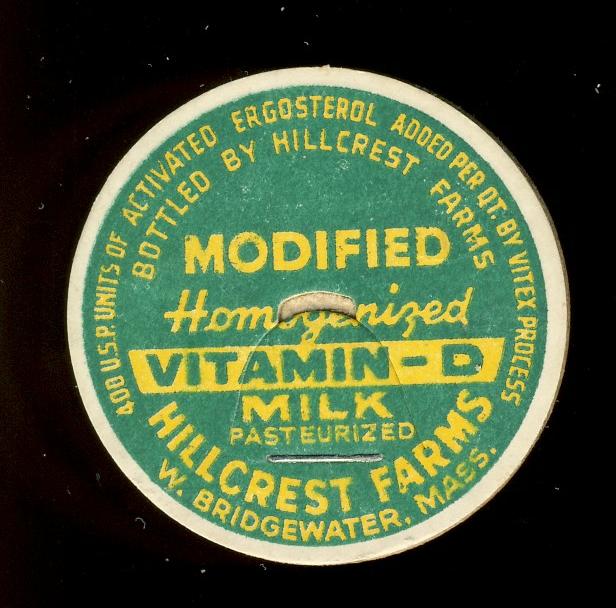 400 U.S.P. UNITS OF ACTIVATED ERGOSTEROL ADDED PER QT. BY VITEX PROCESS
BOTTLED BY HILLCREST FARMS
MODIFIED
Homogenized
VITAMIN-D
MILK
PASTEURIZED
HILLCREST FARMS
W. BRIDGEWATER, MASS.